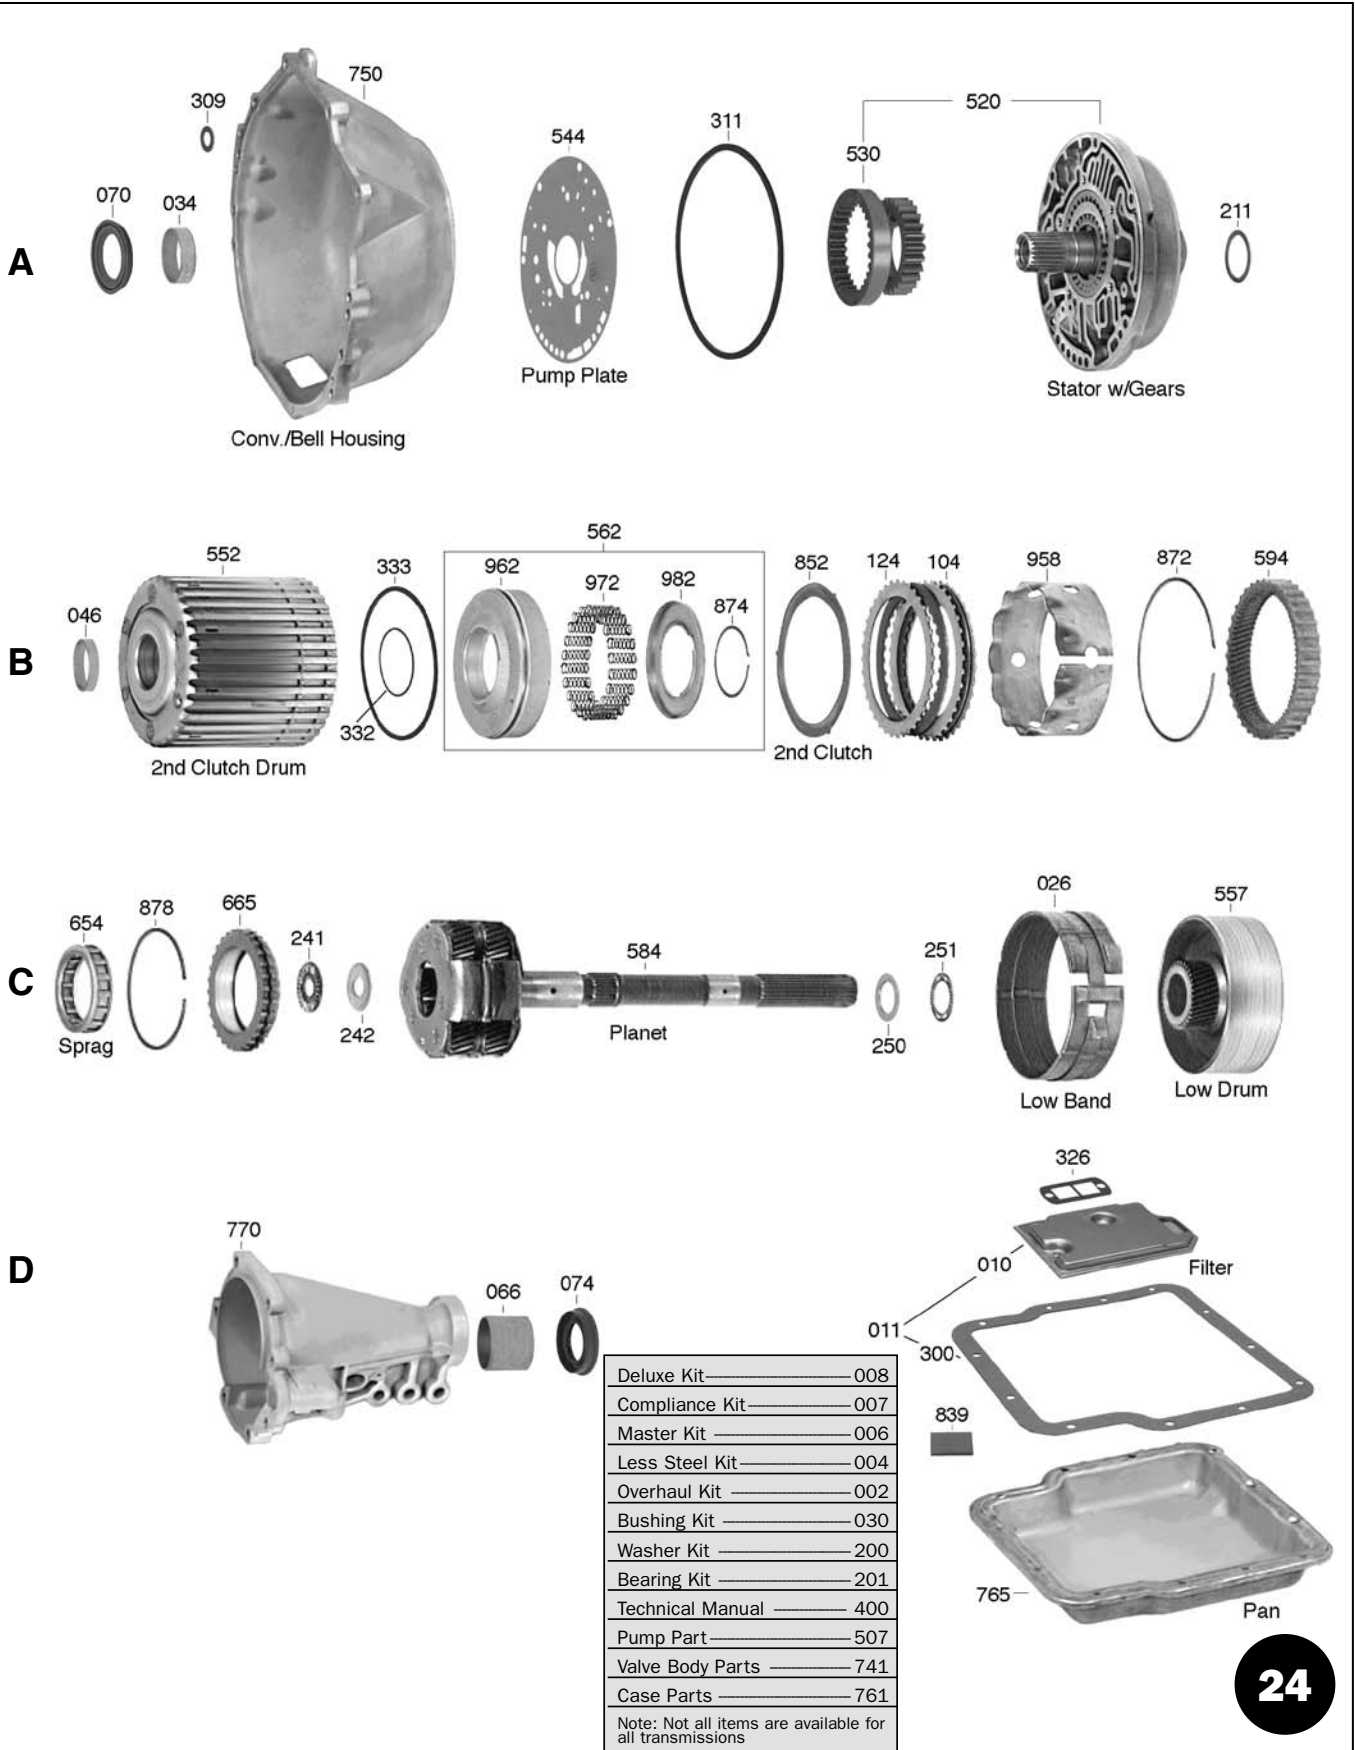 A
309
750
544
311
520
530
070
034
211
Pump Plate
Stator w/Gears
Conv./Bell Housing
B
562
552
333
962
972
982
874
852
124
104
958
872
594
046
332
2nd Clutch Drum
2nd Clutch
C
654
878
665
241
242
584
250
251
026
557
Sprag
Planet
Low Band
Low Drum
D
770
066
074
326
010
Filter
011
300
839
765
Pan
Deluxe Kit 008
Compliance Kit 007
Master Kit 006
Less Steel Kit 004
Overhaul Kit 002
Bushing Kit 030
Washer Kit 200
Bearing Kit 201
Technical Manual 400
Pump Part 507
Valve Body Parts 741
Case Parts 761
Note: Not all items are available for
all transmissions
24